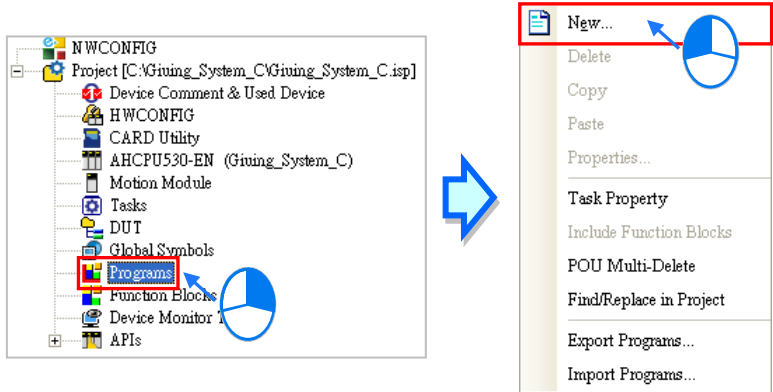 NWCONFIG
Project [C:\Giuing_System_C\Giuing_System_C.isp]
Device Comment & Used Device
HWCONFIG
CARD Utility
AHCPU530-EN (Giuing_System_C)
Motion Module
Tasks
DUT
Global Symbols
Programs
Function Blocks
Device Monitor T
APIs
New...
Delete
Copy
Paste
Properties...
Task Property
Include Function Blocks
POU Multi-Delete
Find/Replace in Project
Export Programs...
Import Programs...